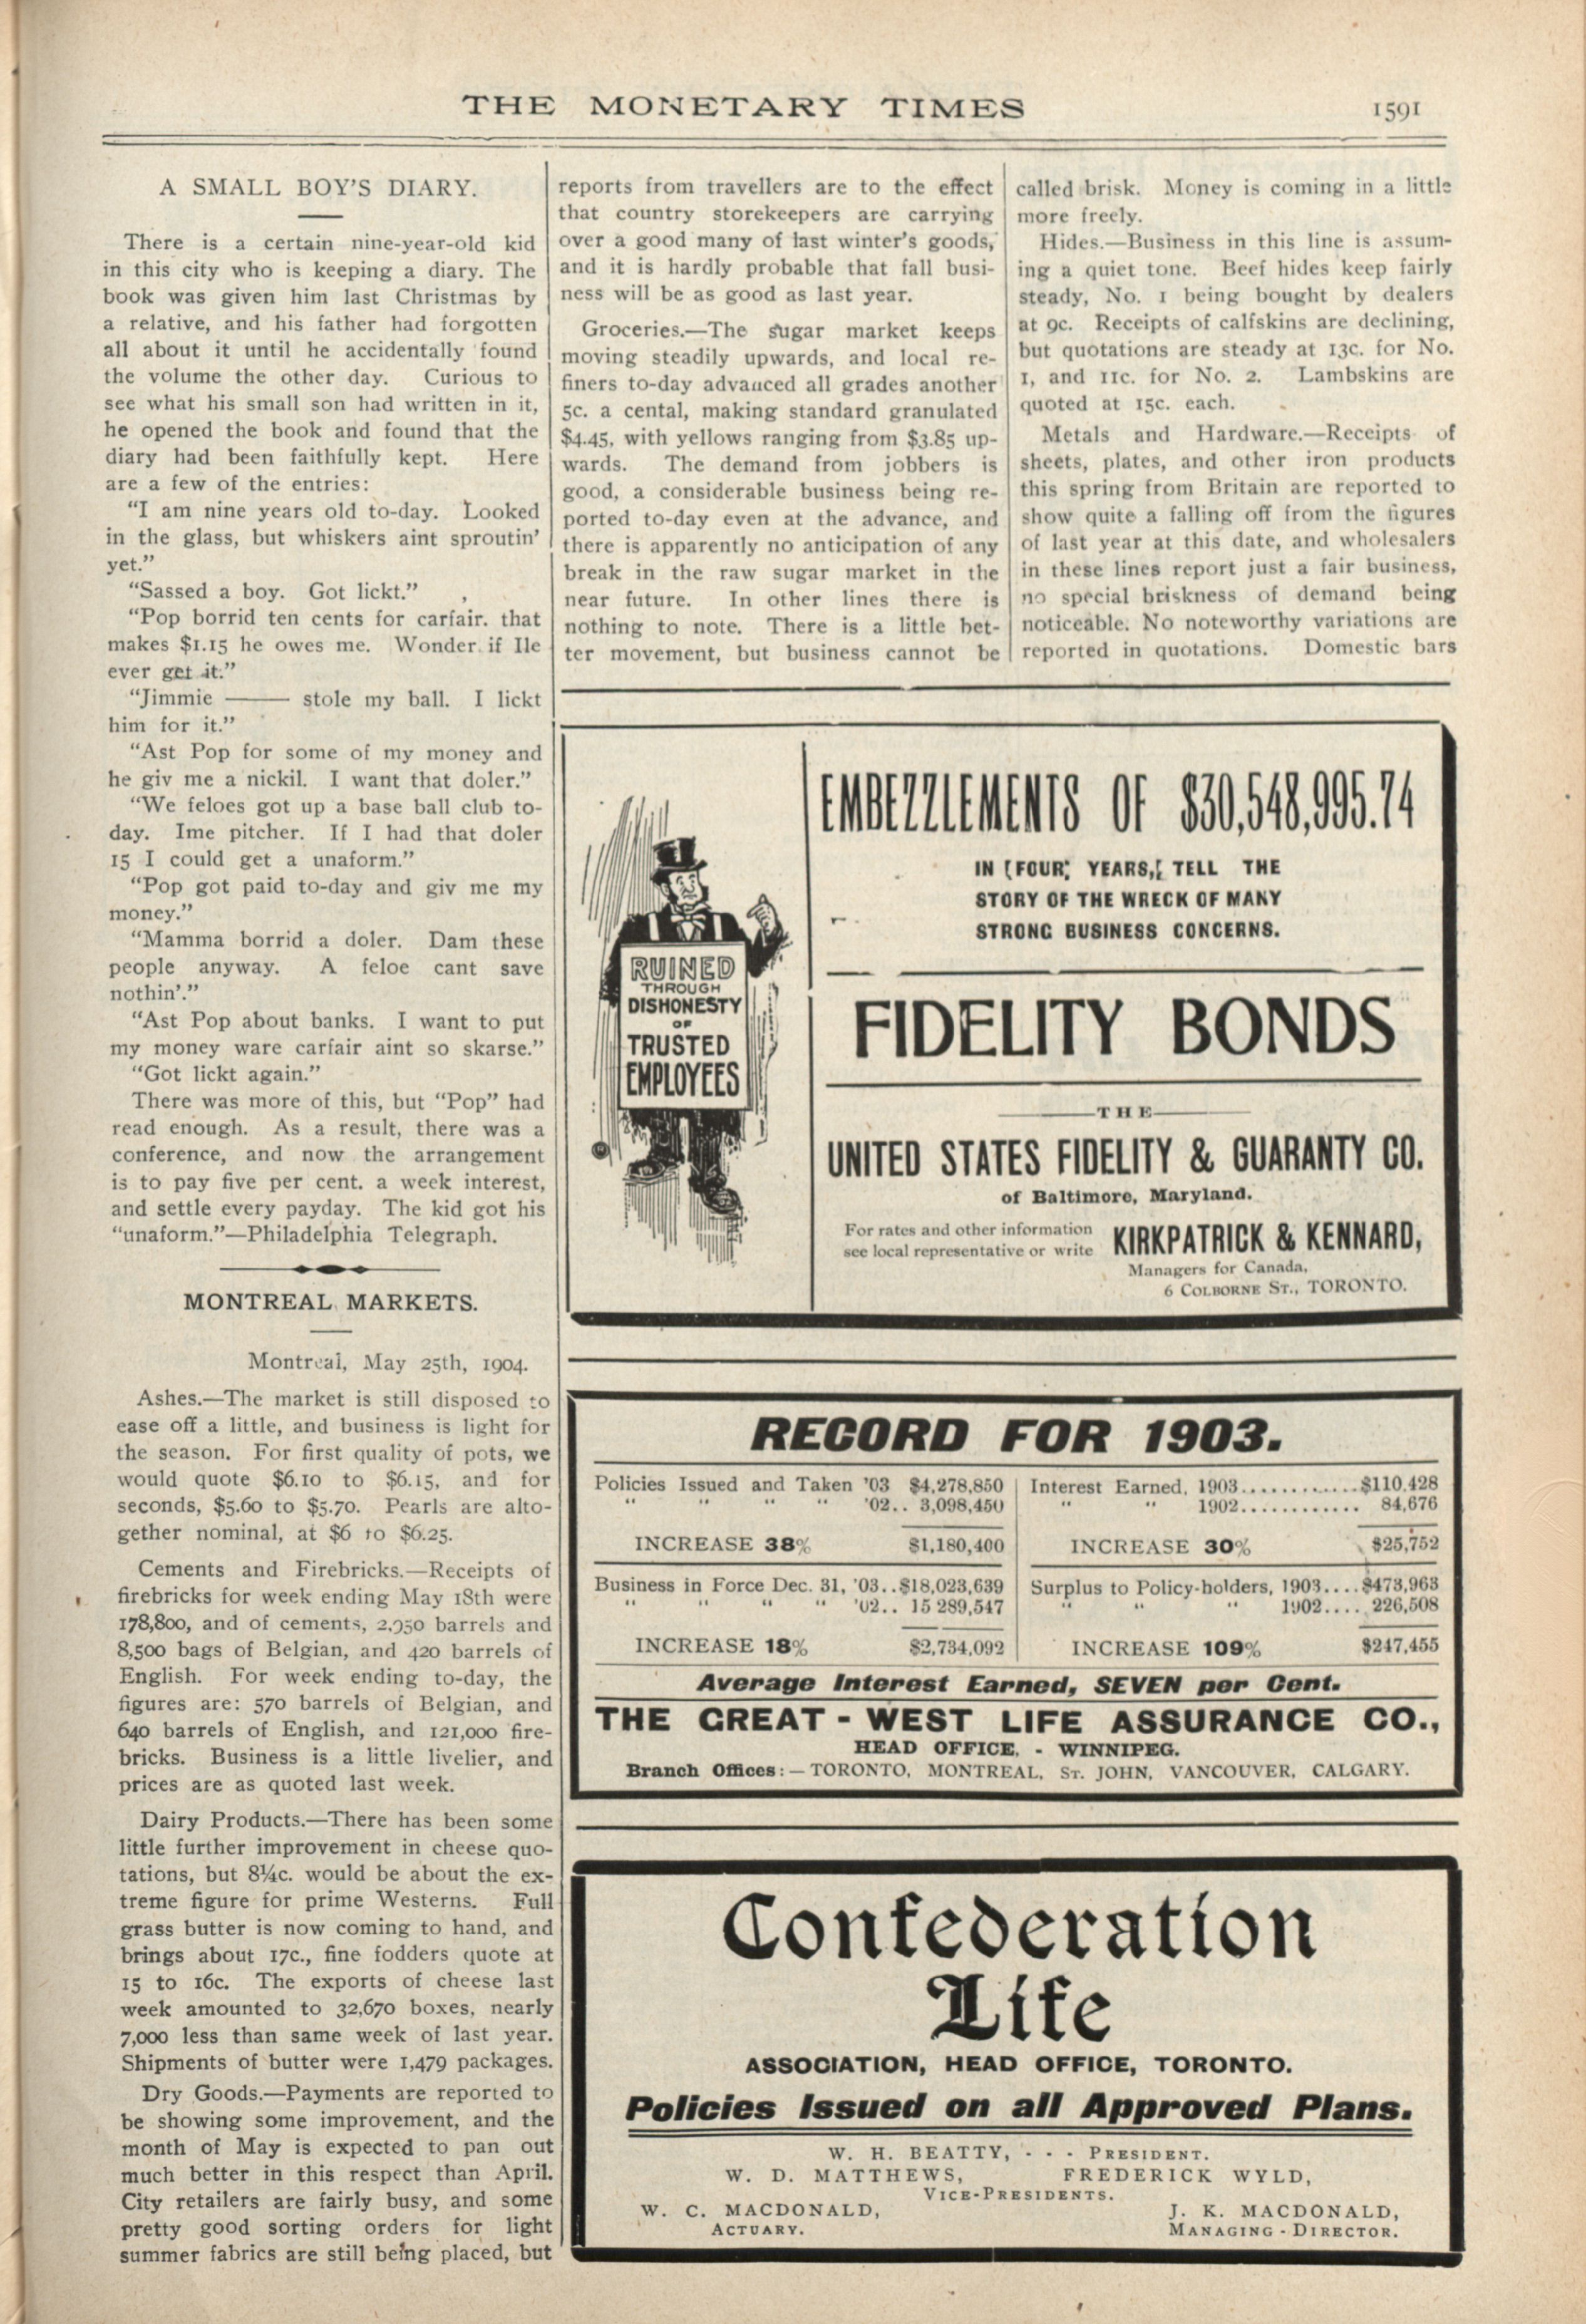 THE MONETARY TIMES
1591
A SMALL BOY'S DIARY.
There is a certain nine-year-old kid
in this city who is keeping a diary. The
book was given him last Christmas by
a relative, and his father had forgotten
all about it until he accidentally found
the volume the other day. Curious to
see what his small son had written in it,
he opened the book and found that the
diary had been faithfully kept. Here
are a few of the entries:
"I am nine years old to-day. Looked
in the glass, but whiskers aint sproutin'
yet."
"Sassed a boy. Got lickt."
"Pop borrid ten cents for carfair. that
makes $1.15 he owes me. Wonder if Ile
ever get it."
"Jimmie —— stole my ball. I lickt
him for it."
"Ast Pop for some of my money and
he giv me a nickil. I want that doler."
"We feloes got up a base ball club to-
day. Ime pitcher. If I had that doler
15 I could get a unaform."
"Pop got paid to-day and giv me my
money."
"Mamma borrid a doler. Dam these
people anyway. A feloe cant save
nothin'."
"Ast Pop about banks. I want to put
my money ware carfair aint so skarse."
"Got lickt again."
There was more of this, but "Pop" had
read enough. As a result, there was a
conference, and now the arrangement
is to pay five per cent. a week interest,
and settle every payday. The kid got his
"unaform."—Philadelphia Telegraph.
MONTREAL MARKETS.
Montreal, May 25th, 1904.
Ashes.—The market is still disposed to
ease off a little, and business is light for
the season. For first quality of pots, we
would quote $6.10 to $6.15, and for
seconds, $5.60 to $5.70. Pearls are alto-
gether nominal, at $6 to $6.25.
Cements and Firebricks.—Receipts of
firebricks for week ending May 18th were
178,800, and of cements, 2,950 barrels and
8,500 bags of Belgian, and 420 barrels of
English. For week ending to-day, the
figures are: 570 barrels of Belgian, and
640 barrels of English, and 121,000 fire-
bricks. Business is a little livelier, and
prices are as quoted last week.
Dairy Products.—There has been some
little further improvement in cheese quo-
tations, but 8¼c. would be about the ex-
treme figure for prime Westerns. Full
grass butter is now coming to hand, and
brings about 17c., fine fodders quote at
15 to 16c. The exports of cheese last
week amounted to 32,670 boxes, nearly
7,000 less than same week of last year.
Shipments of butter were 1,479 packages.
Dry Goods.—Payments are reported to
be showing some improvement, and the
month of May is expected to pan out
much better in this respect than April.
City retailers are fairly busy, and some
pretty good sorting orders for light
summer fabrics are still being placed, but
reports from travellers are to the effect
that country storekeepers are carrying
over a good many of last winter's goods,
and it is hardly probable that fall busi-
ness will be as good as last year.
Groceries.—The sugar market keeps
moving steadily upwards, and local re-
finers to-day advanced all grades another
5c. a cental, making standard granulated
$4.45, with yellows ranging from $3.85 up-
wards. The demand from jobbers is
good, a considerable business being re-
ported to-day even at the advance, and
there is apparently no anticipation of any
break in the raw sugar market in the
near future. In other lines there is
nothing to note. There is a little bet-
ter movement, but business cannot be
called brisk. Money is coming in a little
more freely.
Hides.—Business in this line is assum-
ing a quiet tone. Beef hides keep fairly
steady, No. 1 being bought by dealers
at 9c. Receipts of calfskins are declining,
but quotations are steady at 13c. for No.
1, and 11c. for No. 2. Lambskins are
quoted at 15c. each.
Metals and Hardware.—Receipts of
sheets, plates, and other iron products
this spring from Britain are reported to
show quite a falling off from the figures
of last year at this date, and wholesalers
in these lines report just a fair business,
no special briskness of demand being
noticeable. No noteworthy variations are
reported in quotations. Domestic bars
RUINED
THROUGH
DISHONESTY
OF
TRUSTED
EMPLOYEES
EMBEZZLEMENTS OF $30,548,995.74
IN FOUR YEARS, TELL THE
STORY OF THE WRECK OF MANY
STRONG BUSINESS CONCERNS.
FIDELITY BONDS
THE
UNITED STATES FIDELITY & GUARANTY CO.
of Baltimore, Maryland.
For rates and other information
see local representative or write
KIRKPATRICK & KENNARD,
Managers for Canada,
6 COLBORNE ST., TORONTO.
RECORD FOR 1903.
Policies Issued and Taken '03 $4,278,850
" " " " '02.. 3,098,450
INCREASE 38% $1,180,400
Interest Earned, 1903............$110,428
" " 1902............ 84,676
INCREASE 30% $25,752
Business in Force Dec. 31, '03..$18,023,639
" " " " '02.. 15 289,547
INCREASE 18% $2,734,092
Surplus to Policy-holders, 1903....$473,963
" " " 1902.... 226,508
INCREASE 109% $247,455
Average Interest Earned, SEVEN per Cent.
THE GREAT-WEST LIFE ASSURANCE CO.,
HEAD OFFICE, - WINNIPEG.
Branch Offices:—TORONTO, MONTREAL, ST. JOHN, VANCOUVER, CALGARY.
Confederation
Life
ASSOCIATION, HEAD OFFICE, TORONTO.
Policies Issued on all Approved Plans.
W. H. BEATTY, - - - PRESIDENT.
W. D. MATTHEWS, FREDERICK WYLD,
VICE-PRESIDENTS.
W. C. MACDONALD, J. K. MACDONALD,
ACTUARY. MANAGING-DIRECTOR.